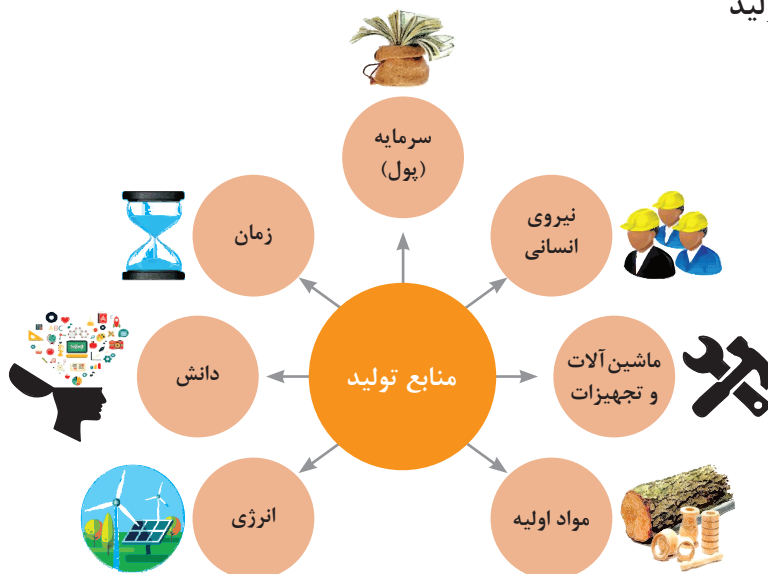 سرمایه
(پول)
نیروی
انسانی
زمان
ماشین‌آلات
و تجهیزات
منابع تولید
دانش
مواد اولیه
انرژی